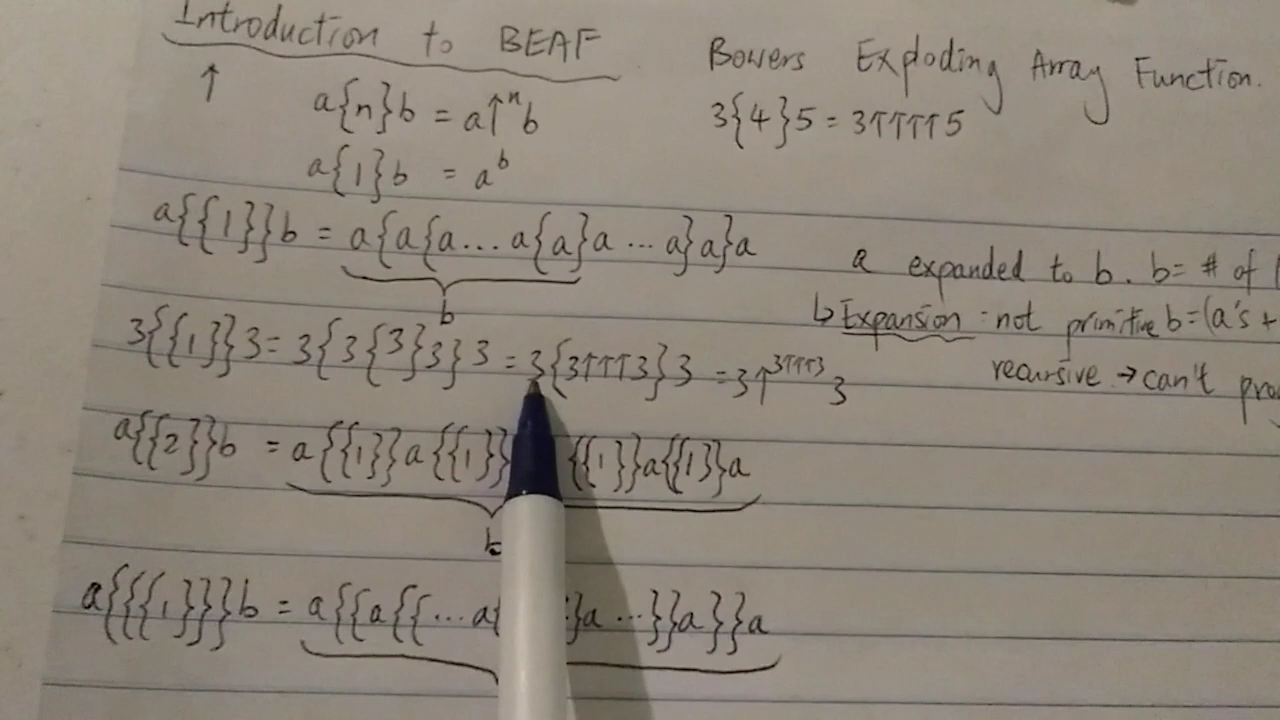 Introduction to BEAF
Bowers Exploding Array Function.
↑
a{n}b = a↑ⁿb
3{4}5 = 3↑↑↑↑5
a{1}b = aᵇ
a{{1}}b = a{a{a...a{a}a...a}a}a
b
a expanded to b. b= # of
↳Expansion : not primitive b=(a's +
3{{1}}3 = 3{3{3}3}3 = 3{3↑↑↑3}3 = 3↑^{3↑↑↑3} 3
recursive → can't
a{{2}}b = a{{1}}a{{1}} {{1}}a{{1}}a
b
a{{{1}}}b = a{{a{{...a{ }a...}}a}}a